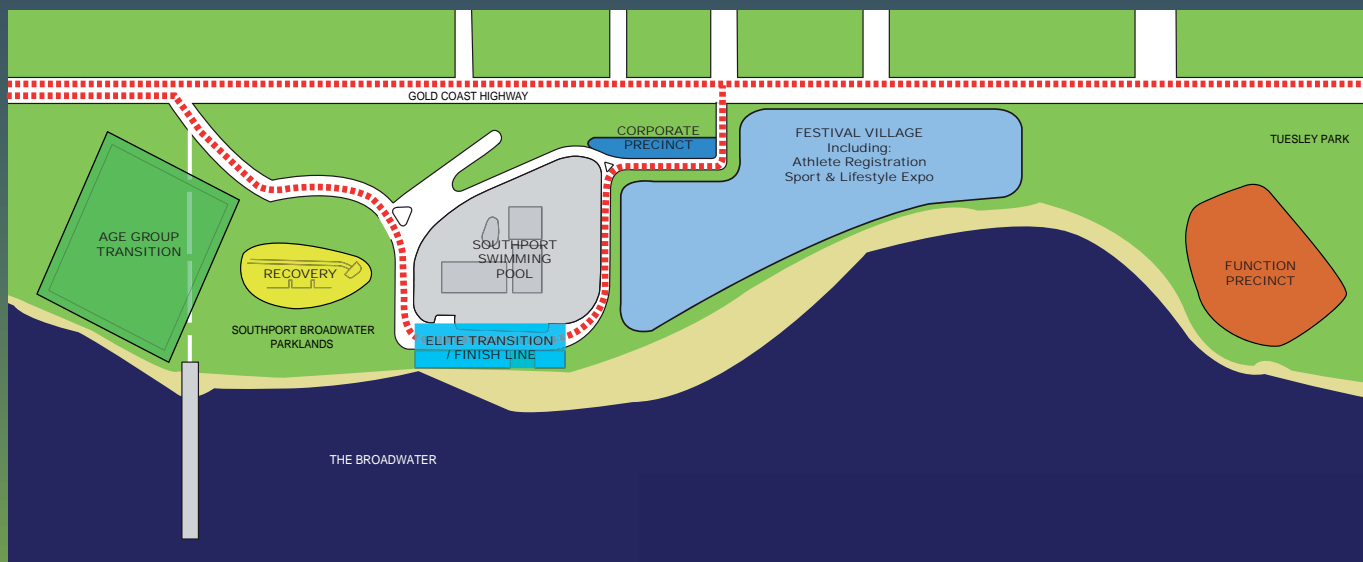 GOLD COAST HIGHWAY
CORPORATE
PRECINCT
FESTIVAL VILLAGE
Including:
Athlete Registration
Sport & Lifestyle Expo
TUESLEY PARK
AGE GROUP
TRANSITION
SOUTHPORT
SWIMMING
POOL
RECOVERY
FUNCTION
PRECINCT
SOUTHPORT BROADWATER
PARKLANDS
ELITE TRANSITION
/ FINISH LINE
THE BROADWATER